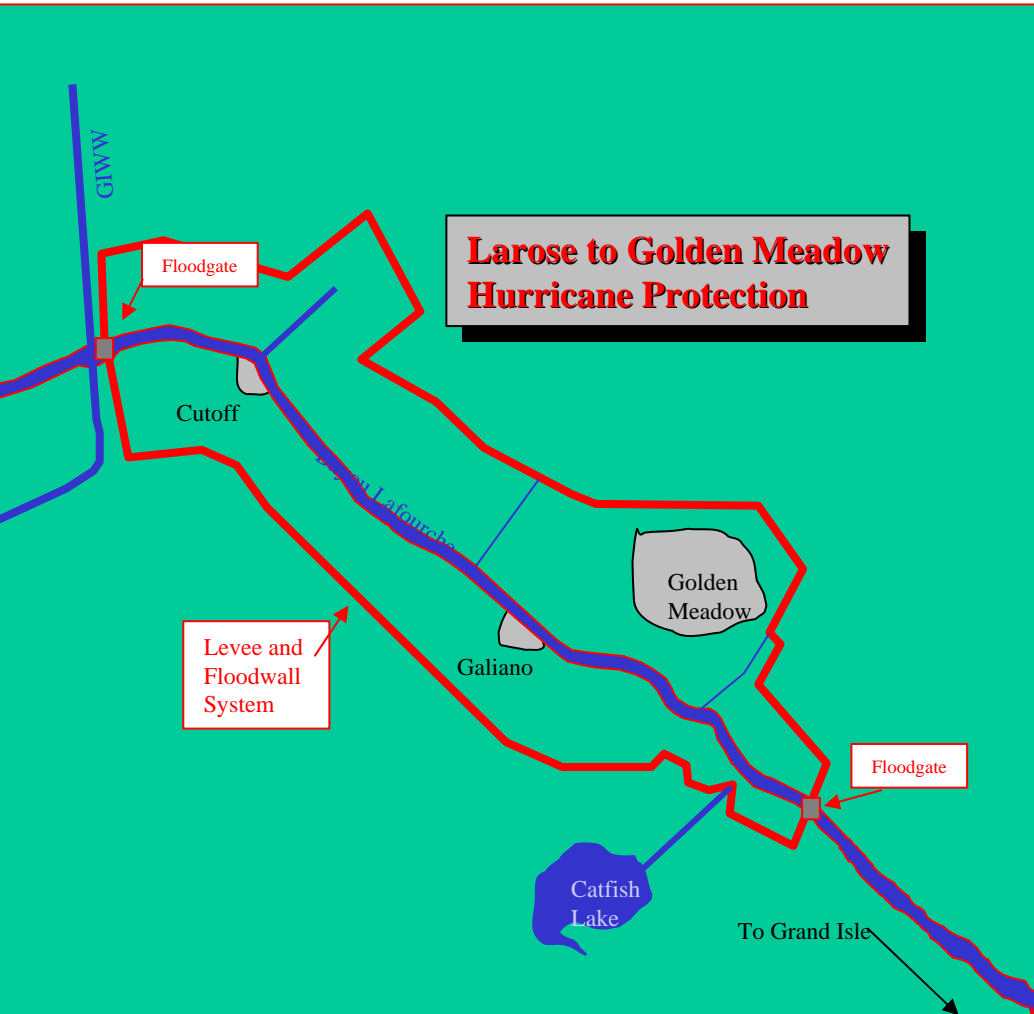 GIWW
Floodgate
Larose to Golden Meadow
Hurricane Protection
Cutoff
Bayou Lafourche
Golden
Meadow
Levee and
Floodwall
System
Galiano
Floodgate
Catfish
Lake
To Grand Isle